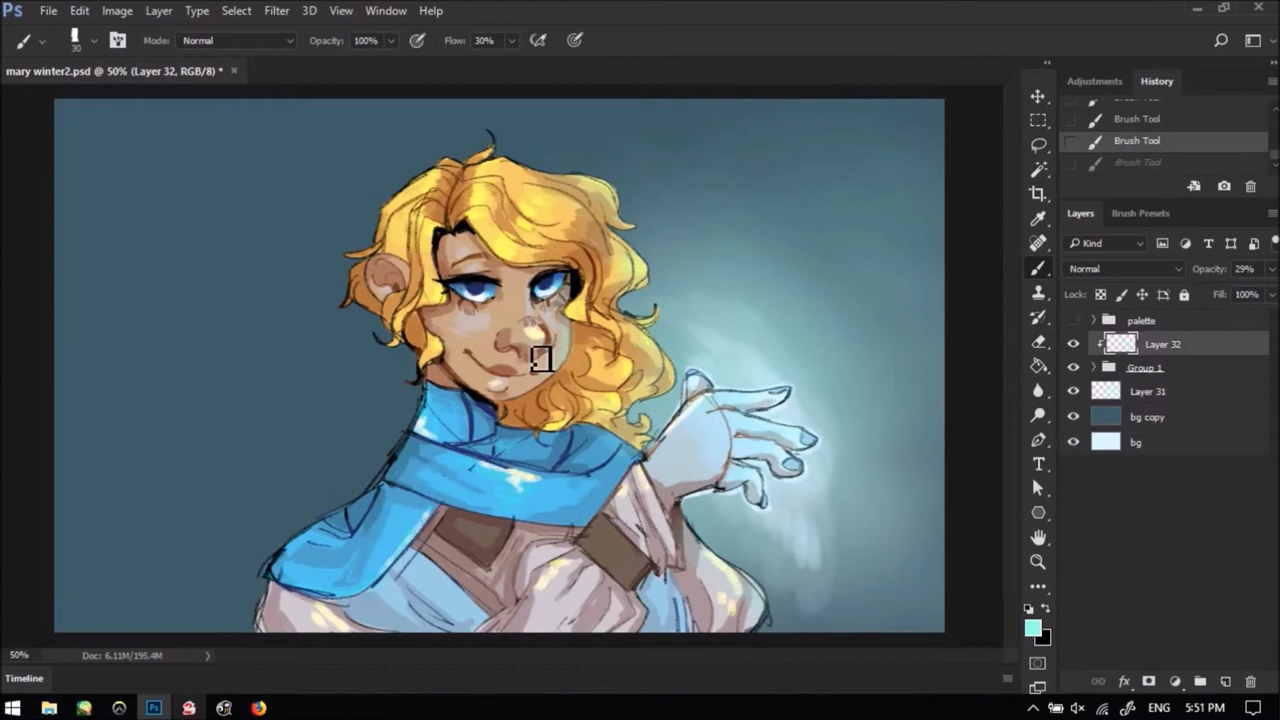 Ps File Edit Image Layer Type Select Filter 3D View Window Help
30 Mode: Normal Opacity: 100% Flow: 30%
mary winter2.psd @ 50% (Layer 32, RGB/8) * ×
Adjustments History
Brush Tool
Brush Tool
Brush Tool
Layers Brush Presets
Kind
Normal Opacity: 29%
Lock: Fill: 100%
palette
Layer 32
Group 1
Layer 31
bg copy
bg
50% Doc: 6.11M/195.4M
Timeline
Ps ENG 5:51 PM